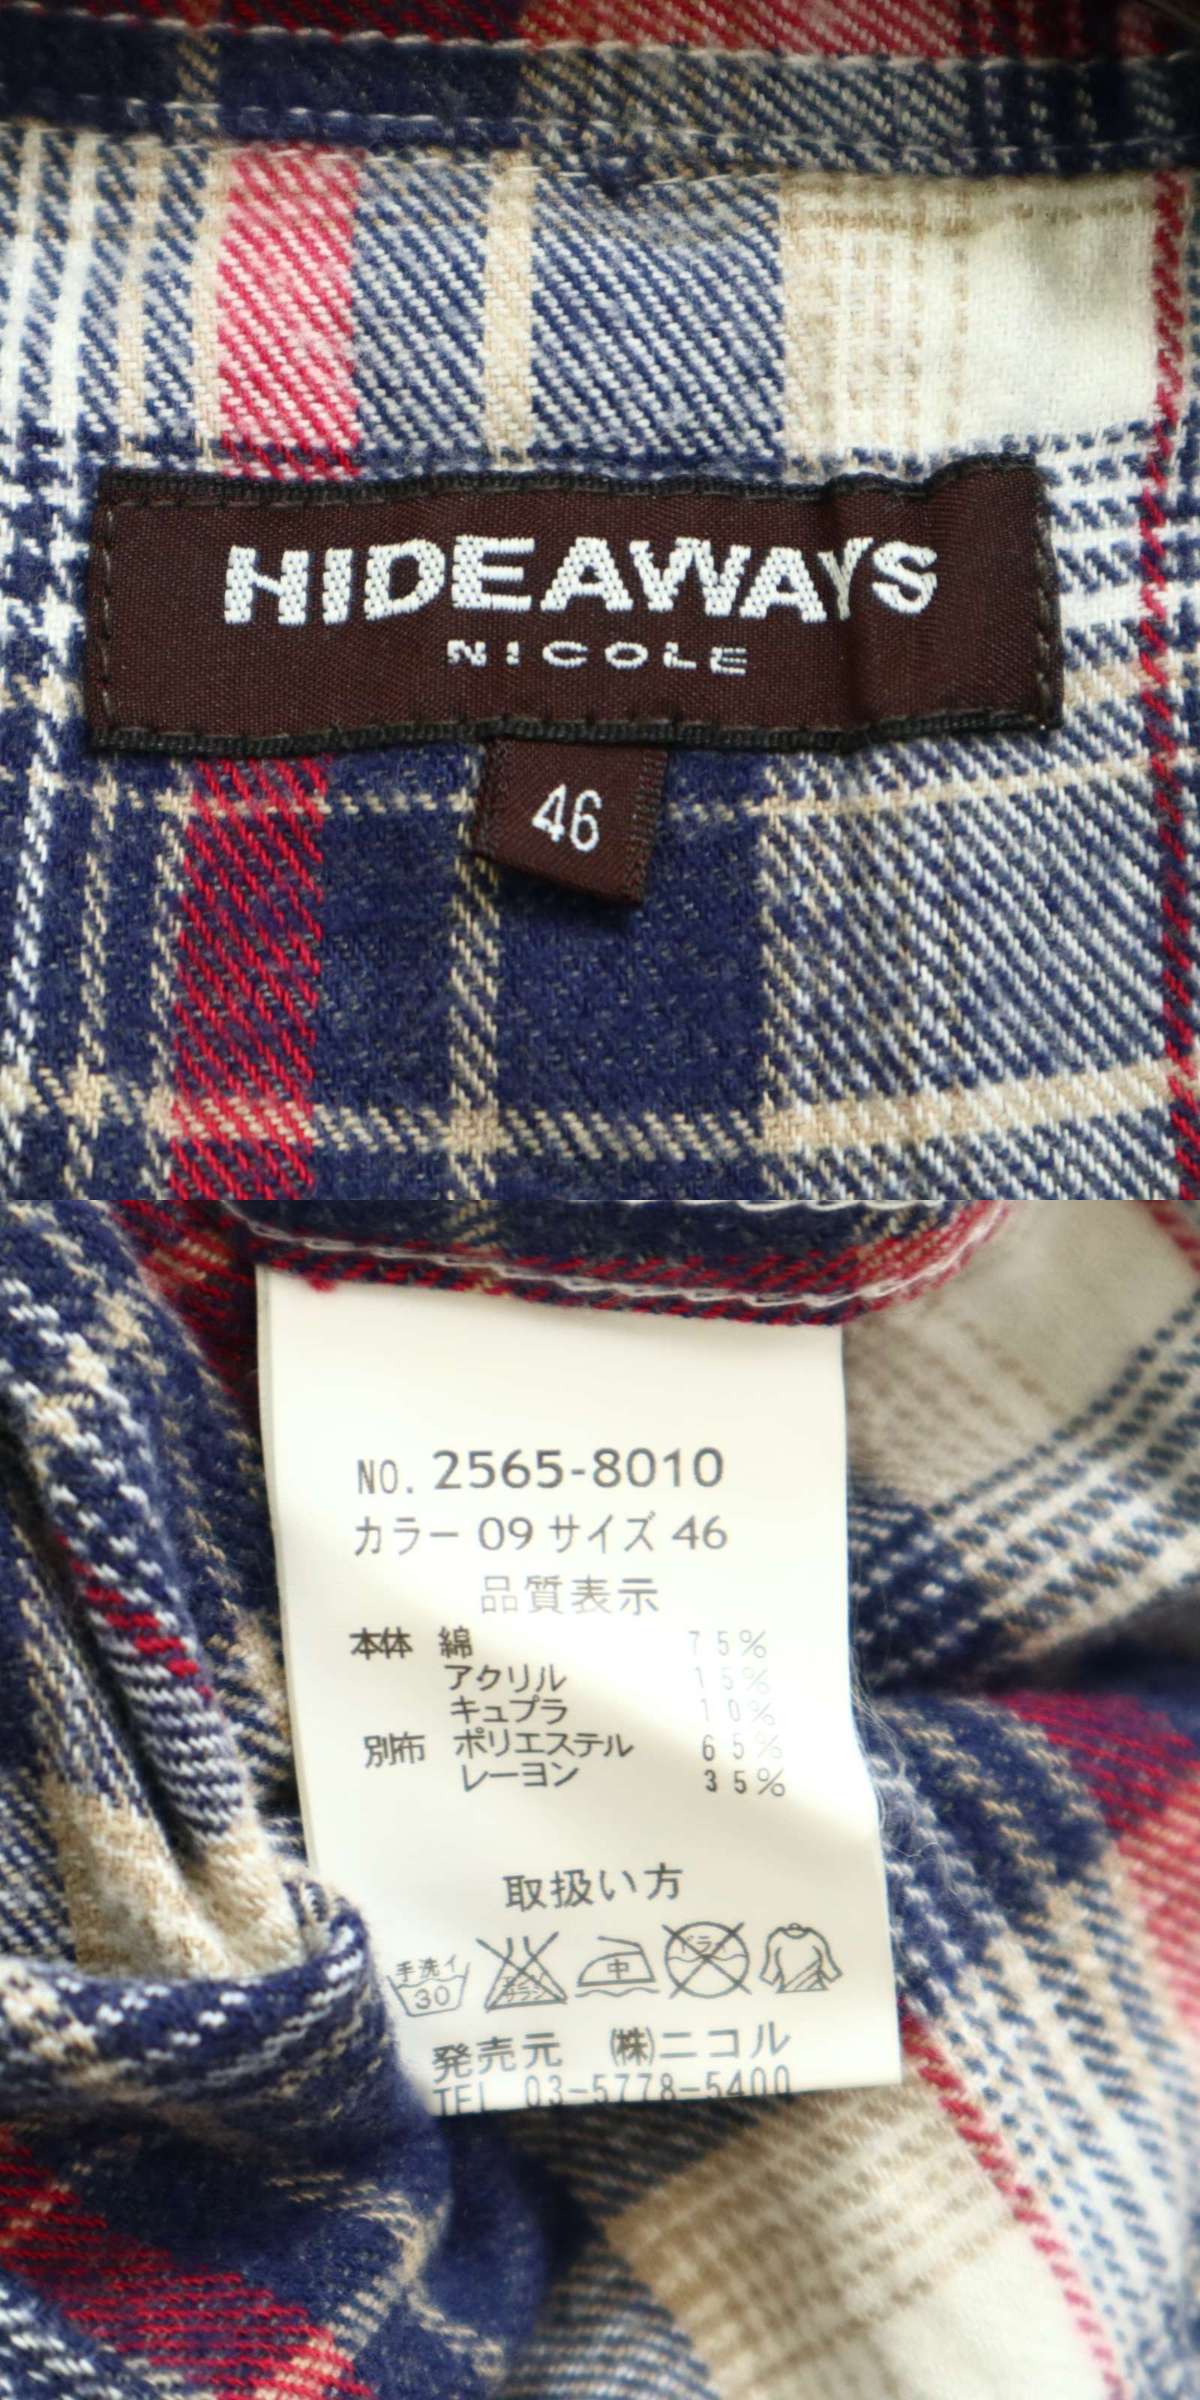 HIDEAWAYS
NICOLE
46
NO. 2565-8010
カラー 09 サイズ 46
品質表示
本体 綿 75%
アクリル 15%
キュプラ 10%
別布 ポリエステル 65%
レーヨン 35%
取扱い方
手洗イ 30 中 ドライ
発売元 ㈱ニコル
TEL 03-5778-5400